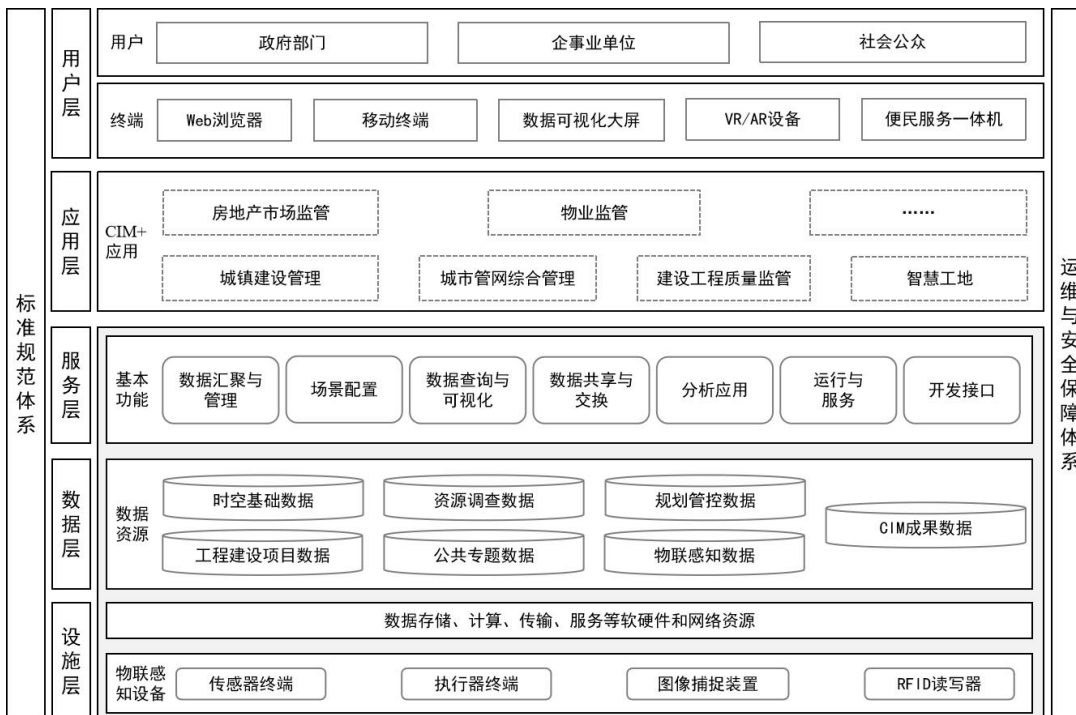 标准规范体系
用户层
用户
政府部门
企事业单位
社会公众
终端
Web浏览器
移动终端
数据可视化大屏
VR/AR设备
便民服务一体机
应用层
CIM+
应用
房地产市场监管
物业监管
……
城镇建设管理
城市管网综合管理
建设工程质量监管
智慧工地
服务层
基本
功能
数据汇聚与
管理
场景配置
数据查询与
可视化
数据共享与
交换
分析应用
运行与
服务
开发接口
数据层
数据
资源
时空基础数据
资源调查数据
规划管控数据
工程建设项目数据
公共专题数据
物联感知数据
CIM成果数据
设施层
数据存储、计算、传输、服务等软硬件和网络资源
物联感
知设备
传感器终端
执行器终端
图像捕捉装置
RFID读写器
运维与安全保障体系